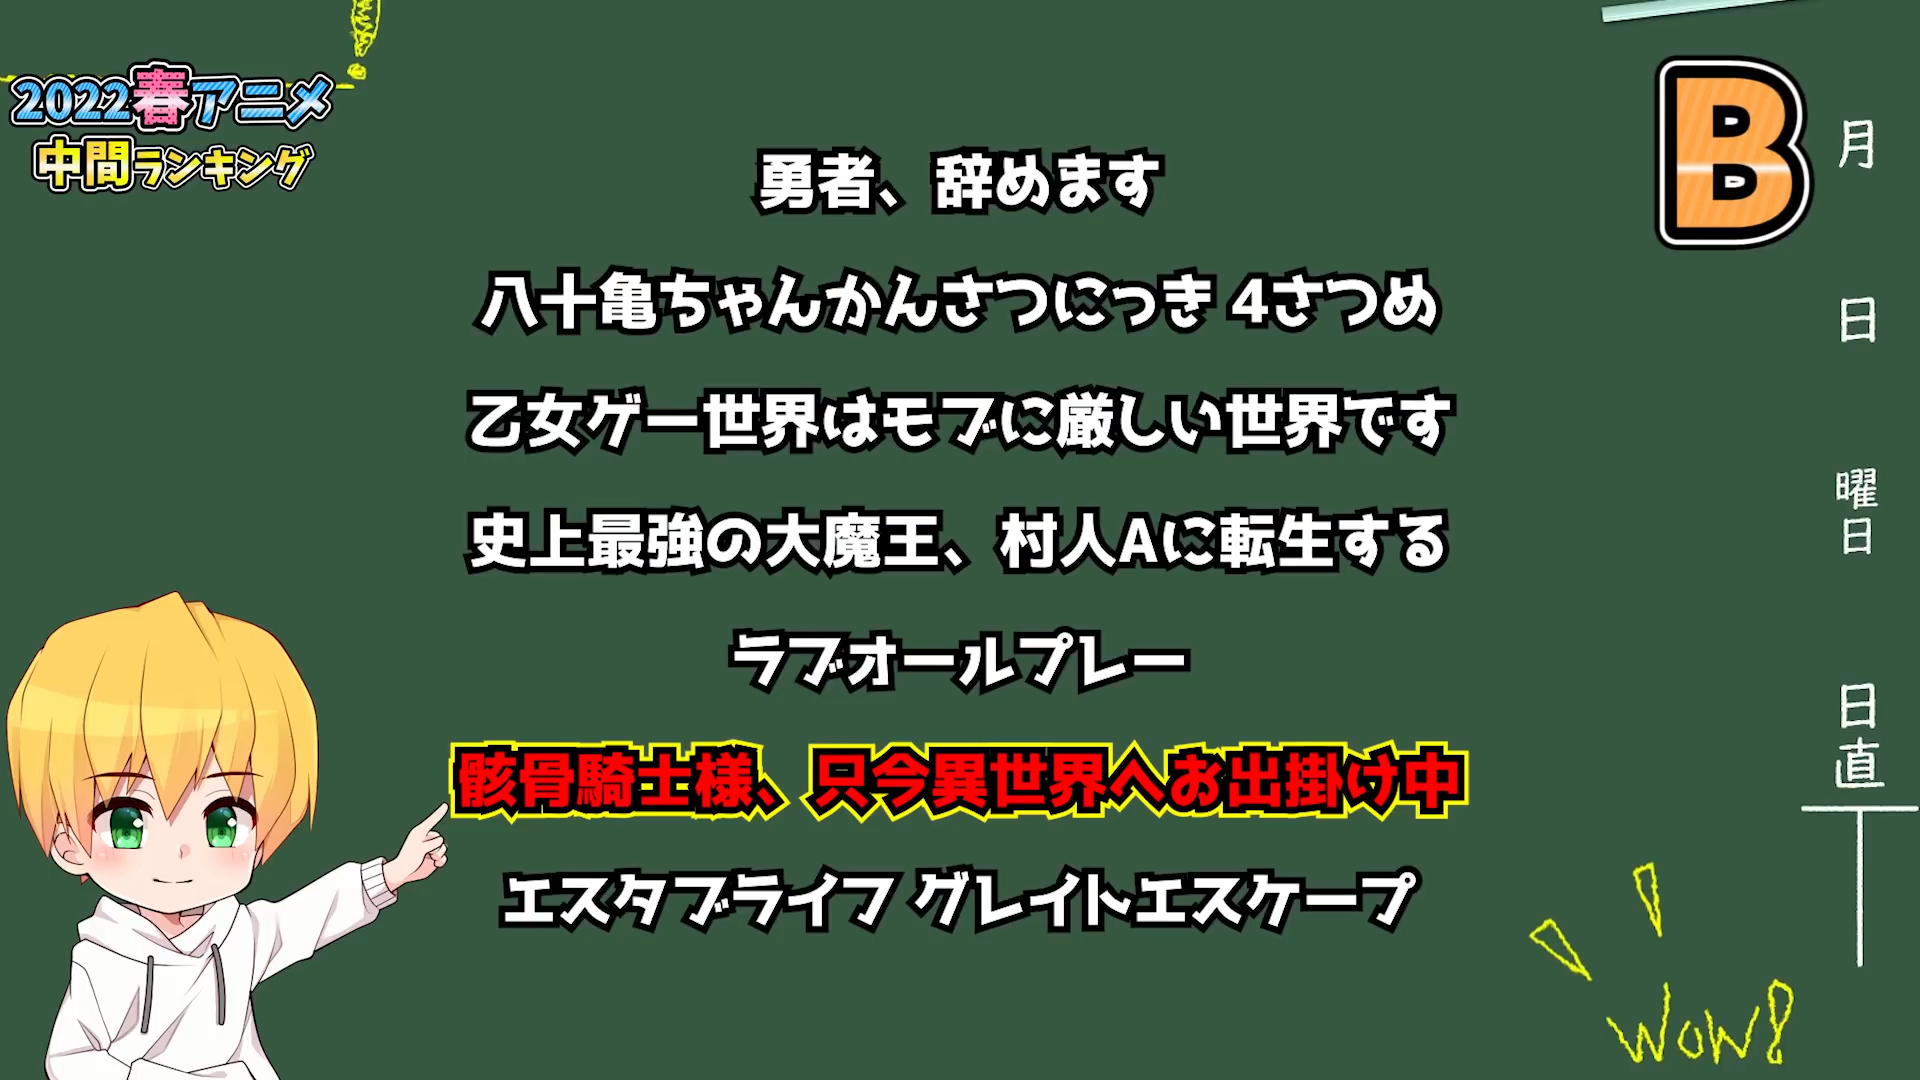 2022春アニメ
中間ランキング
B
勇者、辞めます
八十亀ちゃんかんさつにっき 4さつめ
乙女ゲー世界はモブに厳しい世界です
史上最強の大魔王、村人Aに転生する
ラブオールプレー
骸骨騎士様、只今異世界へお出掛け中
エスタブライフ グレイトエスケープ
月
日
曜日
日直
WOW!